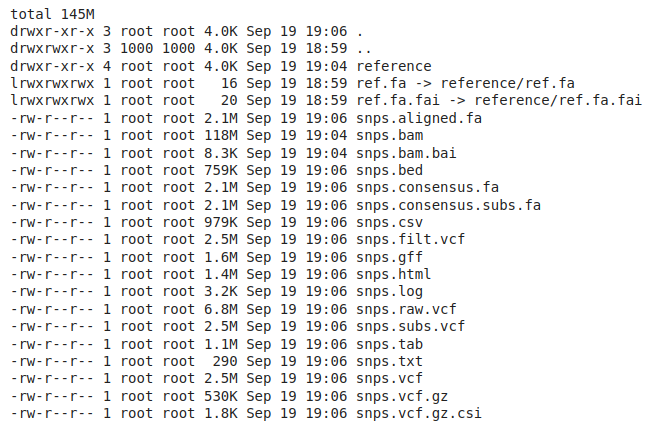 total 145M
drwxr-xr-x 3 root root 4.0K Sep 19 19:06 .
drwxrwxr-x 3 1000 1000 4.0K Sep 19 18:59 ..
drwxr-xr-x 4 root root 4.0K Sep 19 19:04 reference
lrwxrwxrwx 1 root root   16 Sep 19 18:59 ref.fa -> reference/ref.fa
lrwxrwxrwx 1 root root   20 Sep 19 18:59 ref.fa.fai -> reference/ref.fa.fai
-rw-r--r-- 1 root root 2.1M Sep 19 19:06 snps.aligned.fa
-rw-r--r-- 1 root root 118M Sep 19 19:04 snps.bam
-rw-r--r-- 1 root root 8.3K Sep 19 19:04 snps.bam.bai
-rw-r--r-- 1 root root 759K Sep 19 19:06 snps.bed
-rw-r--r-- 1 root root 2.1M Sep 19 19:06 snps.consensus.fa
-rw-r--r-- 1 root root 2.1M Sep 19 19:06 snps.consensus.subs.fa
-rw-r--r-- 1 root root 979K Sep 19 19:06 snps.csv
-rw-r--r-- 1 root root 2.5M Sep 19 19:06 snps.filt.vcf
-rw-r--r-- 1 root root 1.6M Sep 19 19:06 snps.gff
-rw-r--r-- 1 root root 1.4M Sep 19 19:06 snps.html
-rw-r--r-- 1 root root 3.2K Sep 19 19:06 snps.log
-rw-r--r-- 1 root root 6.8M Sep 19 19:06 snps.raw.vcf
-rw-r--r-- 1 root root 2.5M Sep 19 19:06 snps.subs.vcf
-rw-r--r-- 1 root root 1.1M Sep 19 19:06 snps.tab
-rw-r--r-- 1 root root  290 Sep 19 19:06 snps.txt
-rw-r--r-- 1 root root 2.5M Sep 19 19:06 snps.vcf
-rw-r--r-- 1 root root 530K Sep 19 19:06 snps.vcf.gz
-rw-r--r-- 1 root root 1.8K Sep 19 19:06 snps.vcf.gz.csi